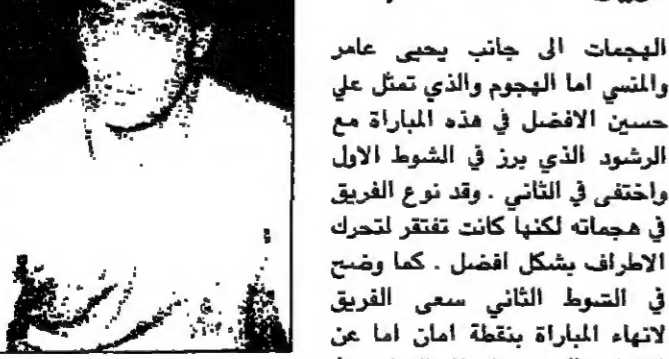 الهجمات الى جانب يحيى عامر
والمنسي اما الهجوم والذي تمثل علي
حسين الافضل في هذه المباراة مع
الرشود الذي برز في الشوط الاول
واختفى في الثاني . وقد نوع الفريق
في هجماته لكنها كانت تفتقر لتحرك
الاطراف بشكل افضل . كما وضح
في الشوط الثاني سعى الفريق
لانهاء المباراة بنقطة امان اما عن